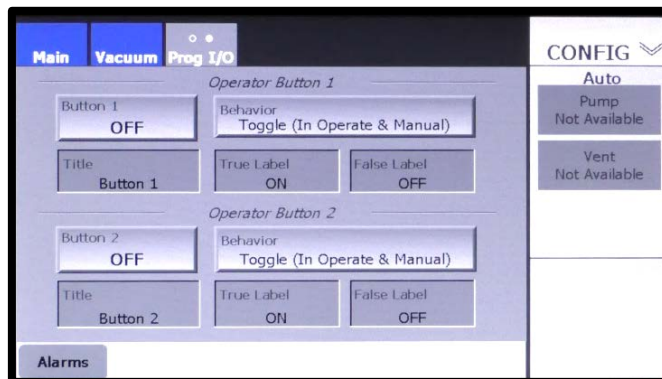 Main Vacuum Prog I/O
CONFIG
Auto
Operator Button 1
Button 1
OFF
Behavior
Toggle (In Operate & Manual)
Pump
Not Available
Title
Button 1
True Label
ON
False Label
OFF
Vent
Not Available
Operator Button 2
Button 2
OFF
Behavior
Toggle (In Operate & Manual)
Title
Button 2
True Label
ON
False Label
OFF
Alarms